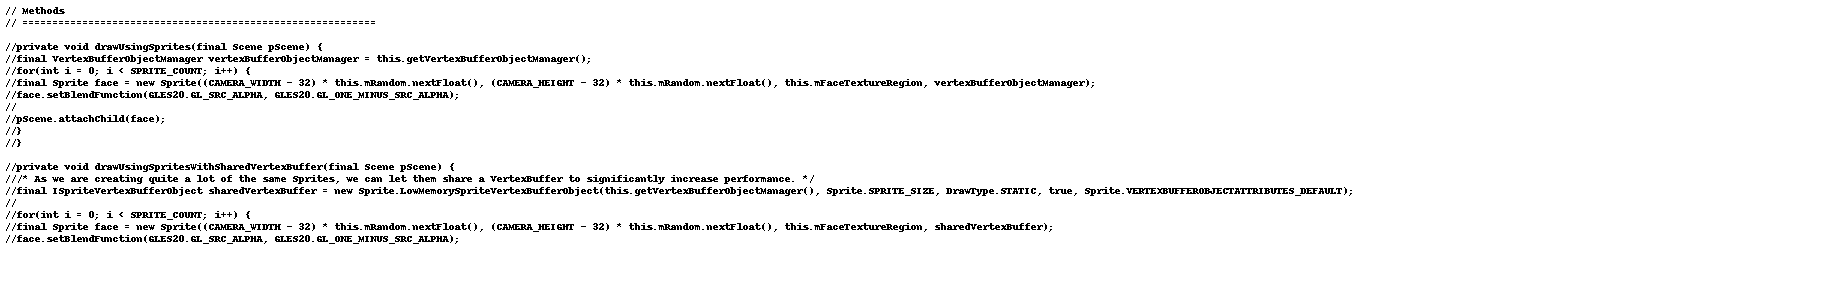 // Methods
// ===========================================================
//private void drawUsingSprites(final Scene pScene) {
//final VertexBufferObjectManager vertexBufferObjectManager = this.getVertexBufferObjectManager();
//for(int i = 0; i < SPRITE_COUNT; i++) {
//final Sprite face = new Sprite((CAMERA_WIDTH - 32) * this.mRandom.nextFloat(), (CAMERA_HEIGHT - 32) * this.mRandom.nextFloat(), this.mFaceTextureRegion, vertexBufferObjectManager);
//face.setBlendFunction(GLES20.GL_SRC_ALPHA, GLES20.GL_ONE_MINUS_SRC_ALPHA);
//
//pScene.attachChild(face);
//}
//}
//private void drawUsingSpritesWithSharedVertexBuffer(final Scene pScene) {
///* As we are creating quite a lot of the same Sprites, we can let them share a VertexBuffer to significantly increase performance. */
//final ISpriteVertexBufferObject sharedVertexBuffer = new Sprite.LowMemorySpriteVertexBufferObject(this.getVertexBufferObjectManager(), Sprite.SPRITE_SIZE, DrawType.STATIC, true, Sprite.VERTEXBUFFEROBJECTATTRIBUTES_DEFAULT);
//
//for(int i = 0; i < SPRITE_COUNT; i++) {
//final Sprite face = new Sprite((CAMERA_WIDTH - 32) * this.mRandom.nextFloat(), (CAMERA_HEIGHT - 32) * this.mRandom.nextFloat(), this.mFaceTextureRegion, sharedVertexBuffer);
//face.setBlendFunction(GLES20.GL_SRC_ALPHA, GLES20.GL_ONE_MINUS_SRC_ALPHA);